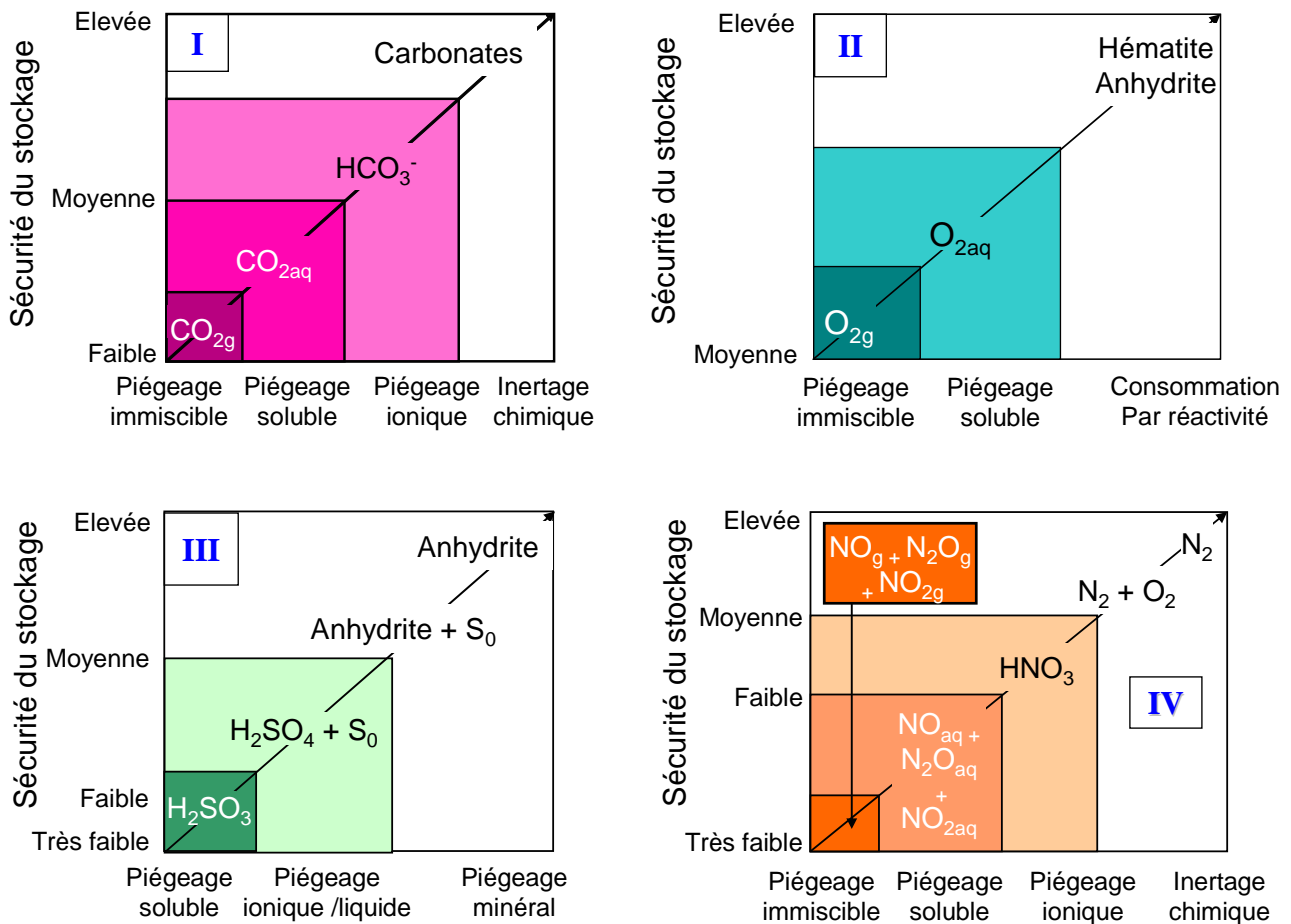 Sécurité du stockage
Elevée
Moyenne
Faible
I
Carbonates
HCO₃⁻
CO₂aq
CO₂g
Piégeage immiscible
Piégeage soluble
Piégeage ionique
Inertage chimique
Sécurité du stockage
Elevée
Moyenne
II
Hématite
Anhydrite
O₂aq
O₂g
Piégeage immiscible
Piégeage soluble
Consommation Par réactivité
Sécurité du stockage
Elevée
Moyenne
Faible
Très faible
III
Anhydrite
Anhydrite + S₀
H₂SO₄ + S₀
H₂SO₃
Piégeage soluble
Piégeage ionique /liquide
Piégeage minéral
Sécurité du stockage
Elevée
Moyenne
Faible
Très faible
NOg + N₂Og
+ NO₂g
N₂
N₂ + O₂
HNO₃
IV
NOaq +
N₂Oaq
+
NO₂aq
Piégeage immiscible
Piégeage soluble
Piégeage ionique
Inertage chimique